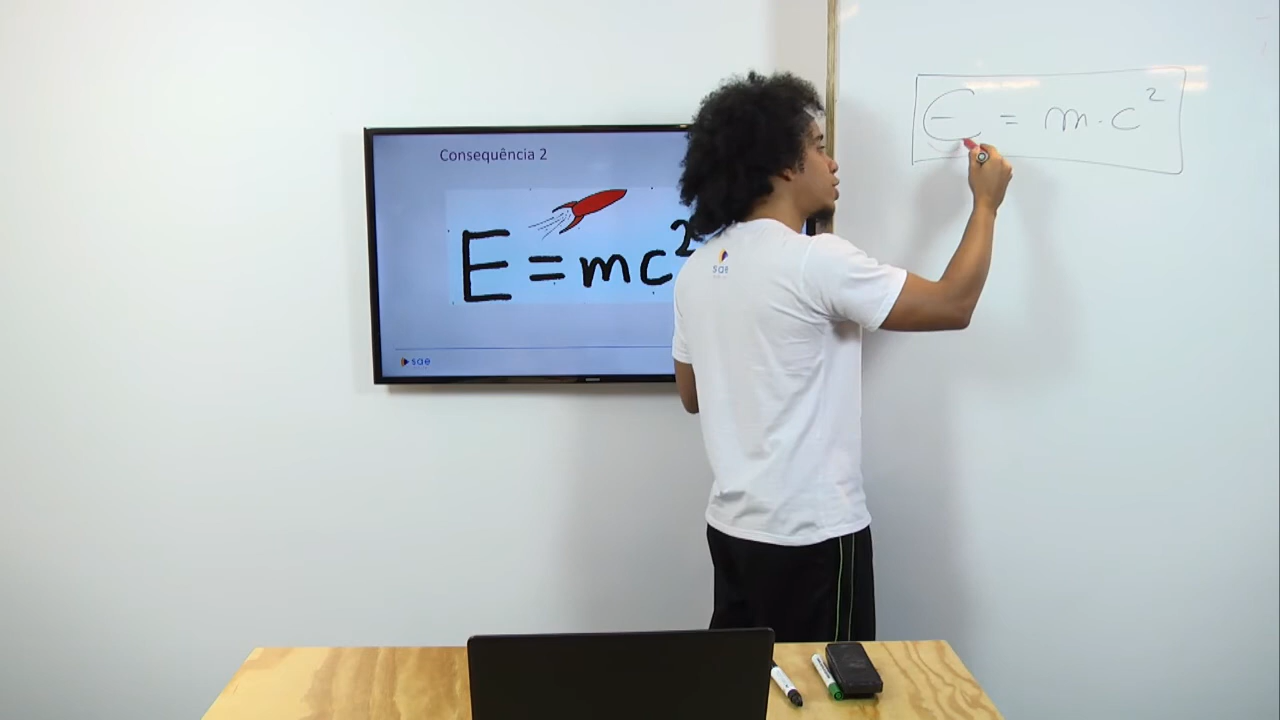 Consequência 2
E = mc²
sae
sae
E = m . c²